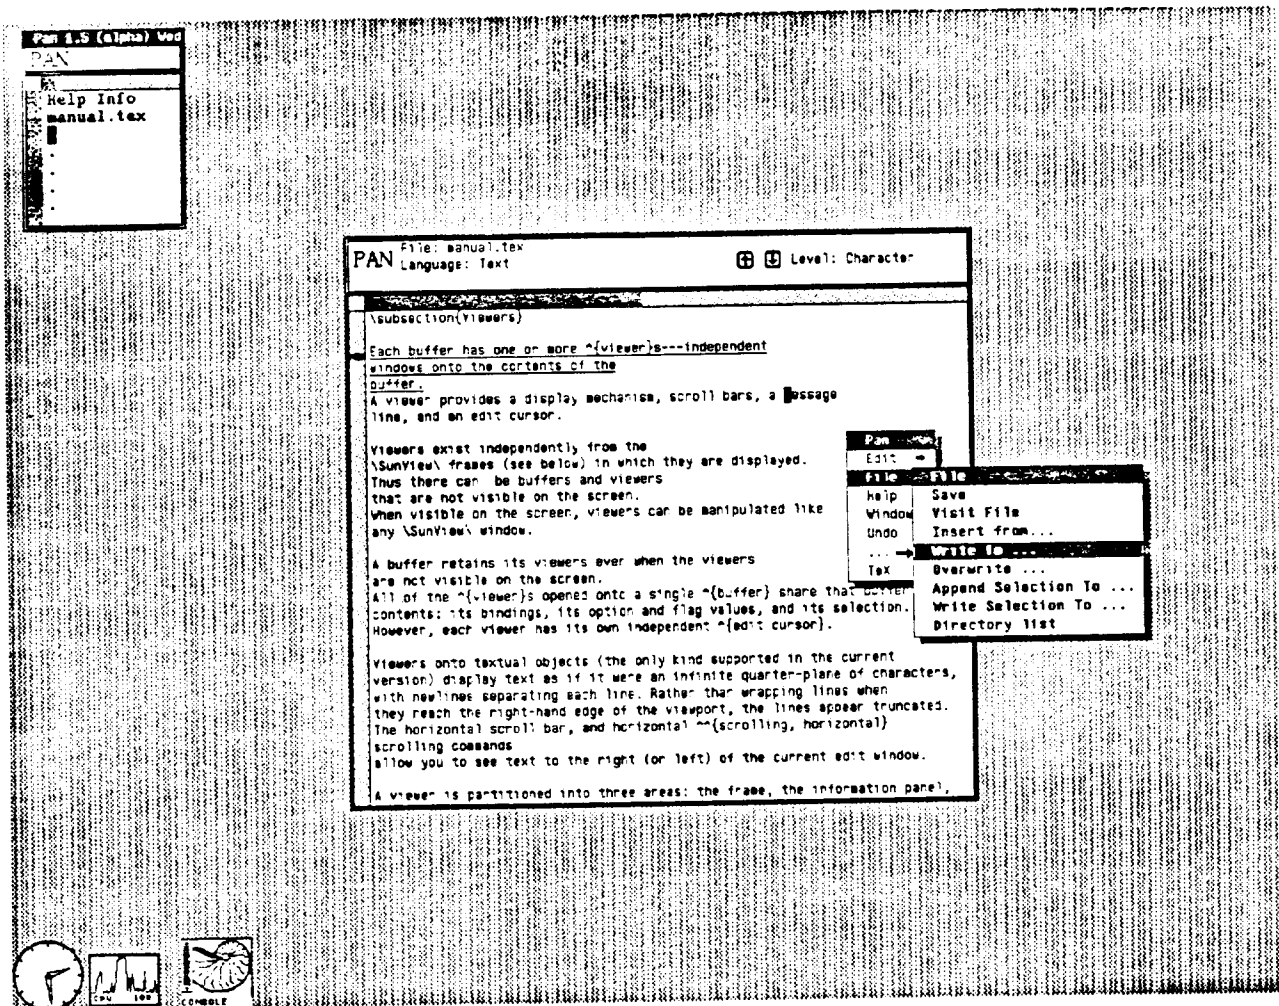 Pan 1.5 (alpha) Wed
PAN
Help Info
manual.tex
PAN
File: manual.tex
Language: Text
Level: Character
\subsection{Viewers}
Each buffer has one or more ^{viewer}s---independent
windows onto the contents of the
buffer.
A viewer provides a display mechanism, scroll bars, a message
line, and an edit cursor.
Viewers exist independently from the
\SunView\ frames (see below) in which they are displayed.
Thus there can  be buffers and viewers
that are not visible on the screen.
When visible on the screen, viewers can be manipulated like
any \SunView\ window.
A buffer retains its viewers even when the viewers
are not visible on the screen.
All of the ^{viewer}s opened onto a single ^{buffer} share that buffer
contents: its bindings, its option and flag values, and its selection.
However, each viewer has its own independent ^{edit cursor}.
Viewers onto textual objects (the only kind supported in the current
version) display text as if it were an infinite quarter-plane of characters,
with newlines separating each line. Rather than wrapping lines when
they reach the right-hand edge of the viewport, the lines appear truncated.
The horizontal scroll bar, and horizontal ^^{scrolling, horizontal}
scrolling commands
allow you to see text to the right (or left) of the current edit window.
A viewer is partitioned into three areas: the frame, the information panel,
Pan
Edit
File
Help
Window
Undo
...
TeX
File
Save
Visit File
Insert from...
Write To ...
Overwrite ...
Append Selection To ...
Write Selection To ...
Directory list
CPU 100
CONSOLE